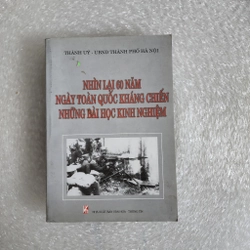 THÀNH UỶ - UBND THÀNH PHỐ HÀ NỘI
NHÌN LẠI 60 NĂM
NGÀY TOÀN QUỐC KHÁNG CHIẾN
NHỮNG BÀI HỌC KINH NGHIỆM